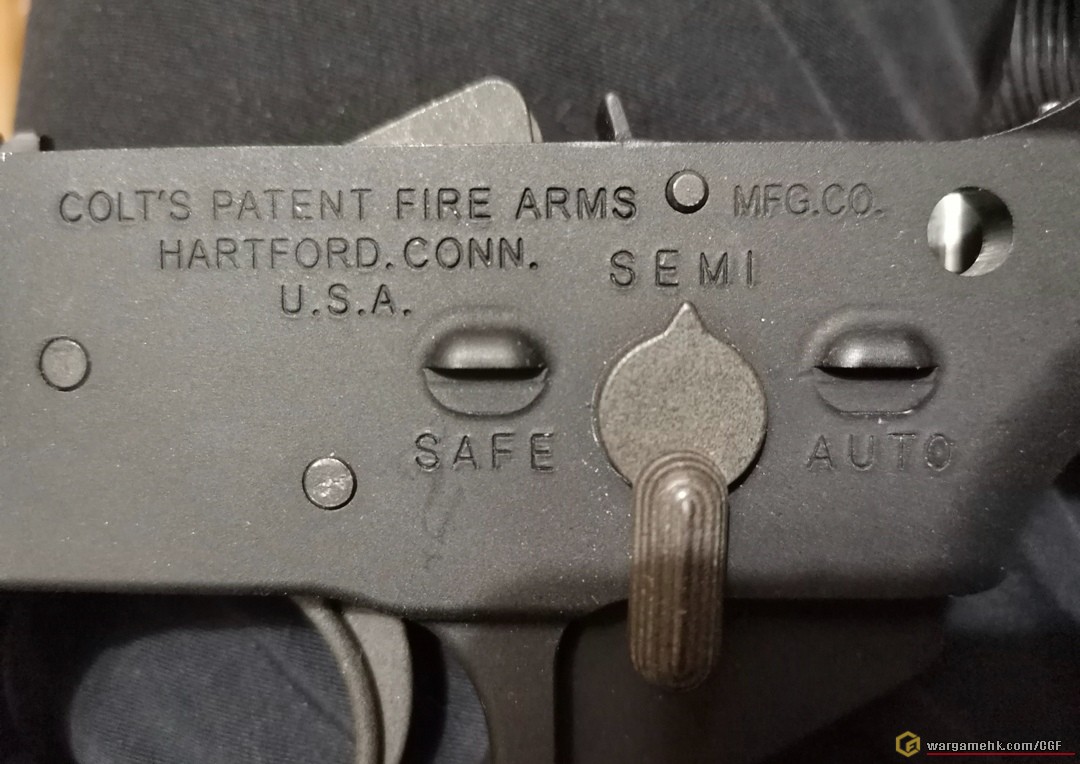 COLT'S PATENT FIRE ARMS MFG.CO.
HARTFORD.CONN.
U.S.A.
SEMI
SAFE
AUTO
wargamehk.com/CGF